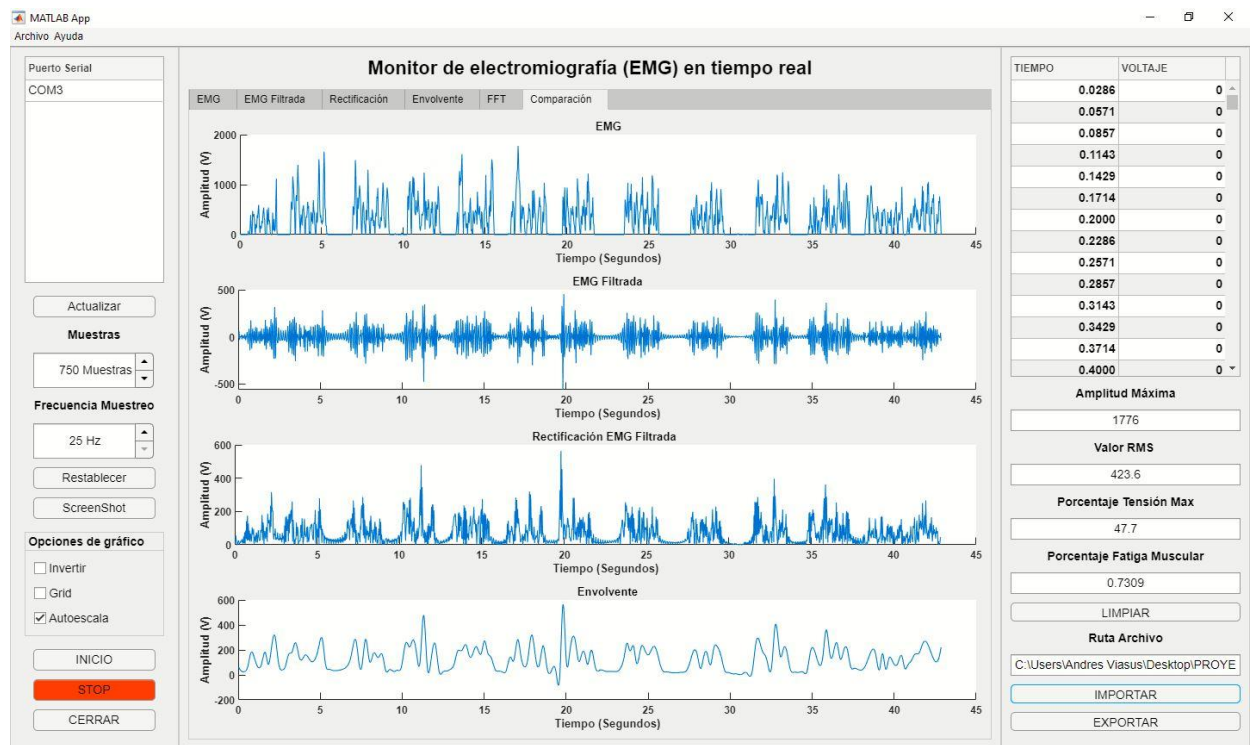 MATLAB App
Archivo Ayuda
Puerto Serial
COM3
Actualizar
Muestras
750 Muestras
Frecuencia Muestreo
25 Hz
Restablecer
ScreenShot
Opciones de gráfico
Invertir
Grid
Autoescala
INICIO
STOP
CERRAR
Monitor de electromiografía (EMG) en tiempo real
EMG EMG Filtrada Rectificación Envolvente FFT Comparación
EMG
Amplitud (V)
2000
1000
0
0 5 10 15 20 25 30 35 40 45
Tiempo (Segundos)
EMG Filtrada
Amplitud (V)
500
0
-500
0 5 10 15 20 25 30 35 40 45
Tiempo (Segundos)
Rectificación EMG Filtrada
Amplitud (V)
600
400
200
0
0 5 10 15 20 25 30 35 40 45
Tiempo (Segundos)
Envolvente
Amplitud (V)
600
400
200
0
-200
0 5 10 15 20 25 30 35 40 45
Tiempo (Segundos)
TIEMPO VOLTAJE
0.0286 0
0.0571 0
0.0857 0
0.1143 0
0.1429 0
0.1714 0
0.2000 0
0.2286 0
0.2571 0
0.2857 0
0.3143 0
0.3429 0
0.3714 0
0.4000 0
Amplitud Máxima
1776
Valor RMS
423.6
Porcentaje Tensión Max
47.7
Porcentaje Fatiga Muscular
0.7309
LIMPIAR
Ruta Archivo
C:\Users\Andres Viasus\Desktop\PROYE
IMPORTAR
EXPORTAR